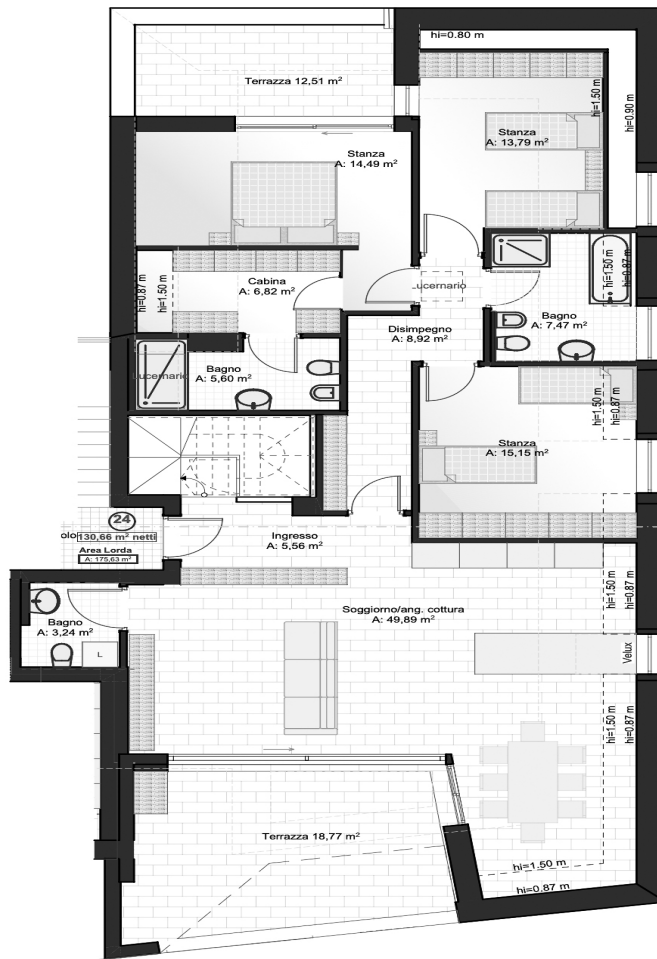 hi=0.80 m
Terrazza 12,51 m²
hi=1.50 m
hi=0.90 m
Stanza
A: 13,79 m²
Stanza
A: 14,49 m²
Cabina
A: 6,82 m²
hi=0.87 m
hi=1.50 m
Lucernario
hi=1.50 m
hi=0.87 m
Bagno
A: 7,47 m²
Disimpegno
A: 8,92 m²
Lucernario
Bagno
A: 5,60 m²
hi=1.50 m
hi=0.87 m
Stanza
A: 15,15 m²
24
olo 130,66 m² netti
Area Lorda
A: 175,63 m²
Ingresso
A: 5,56 m²
hi=1.50 m
hi=0.87 m
Soggiorno/ang. cottura
A: 49,89 m²
Bagno
A: 3,24 m²
L
Velux
hi=1.50 m
hi=0.87 m
Terrazza 18,77 m²
hi=1.50 m
hi=0.87 m